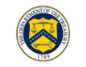 THE DEPARTMENT OF THE TREASURY
1789